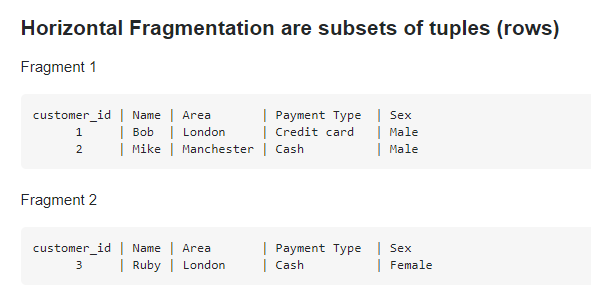 Horizontal Fragmentation are subsets of tuples (rows)
Fragment 1
customer_id | Name | Area | Payment Type | Sex
1 | Bob | London | Credit card | Male
2 | Mike | Manchester | Cash | Male
Fragment 2
customer_id | Name | Area | Payment Type | Sex
3 | Ruby | London | Cash | Female